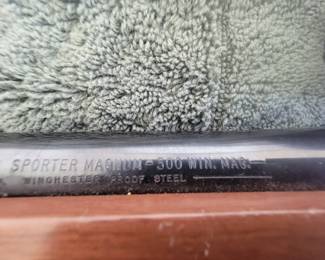 SPORTER MAGNUM - 300 WIN. MAG. -
WINCHESTER PROOF STEEL -